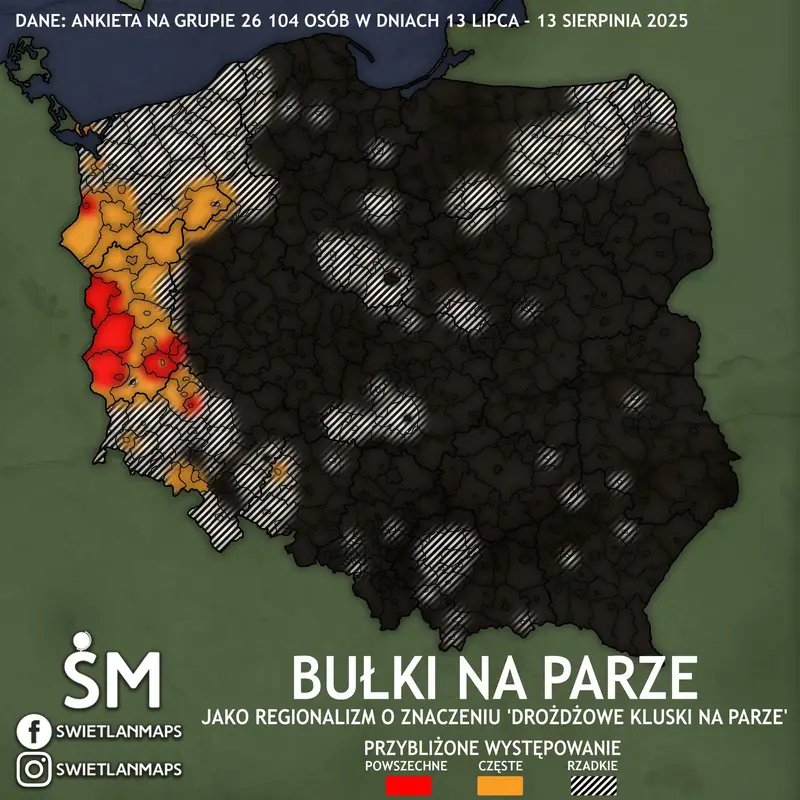 DANE: ANKIETA NA GRUPIE 26 104 OSÓB W DNIACH 13 LIPCA - 13 SIERPINIA 2025
ŚM
SWIETLANMAPS
SWIETLANMAPS
BUŁKI NA PARZE
JAKO REGIONALIZM O ZNACZENIU 'DROŻDŻOWE KLUSKI NA PARZE'
PRZYBLIŻONE WYSTĘPOWANIE
POWSZECHNE CZĘSTE RZADKIE